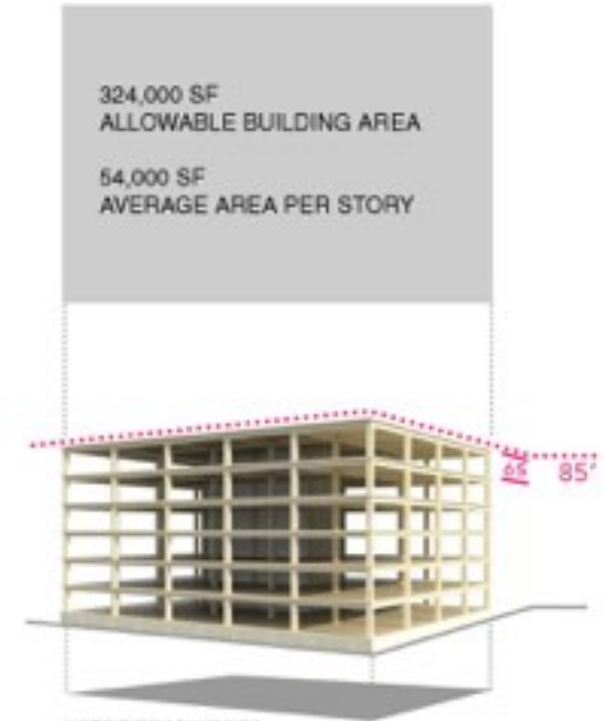 324,000 SF
ALLOWABLE BUILDING AREA
54,000 SF
AVERAGE AREA PER STORY
85'